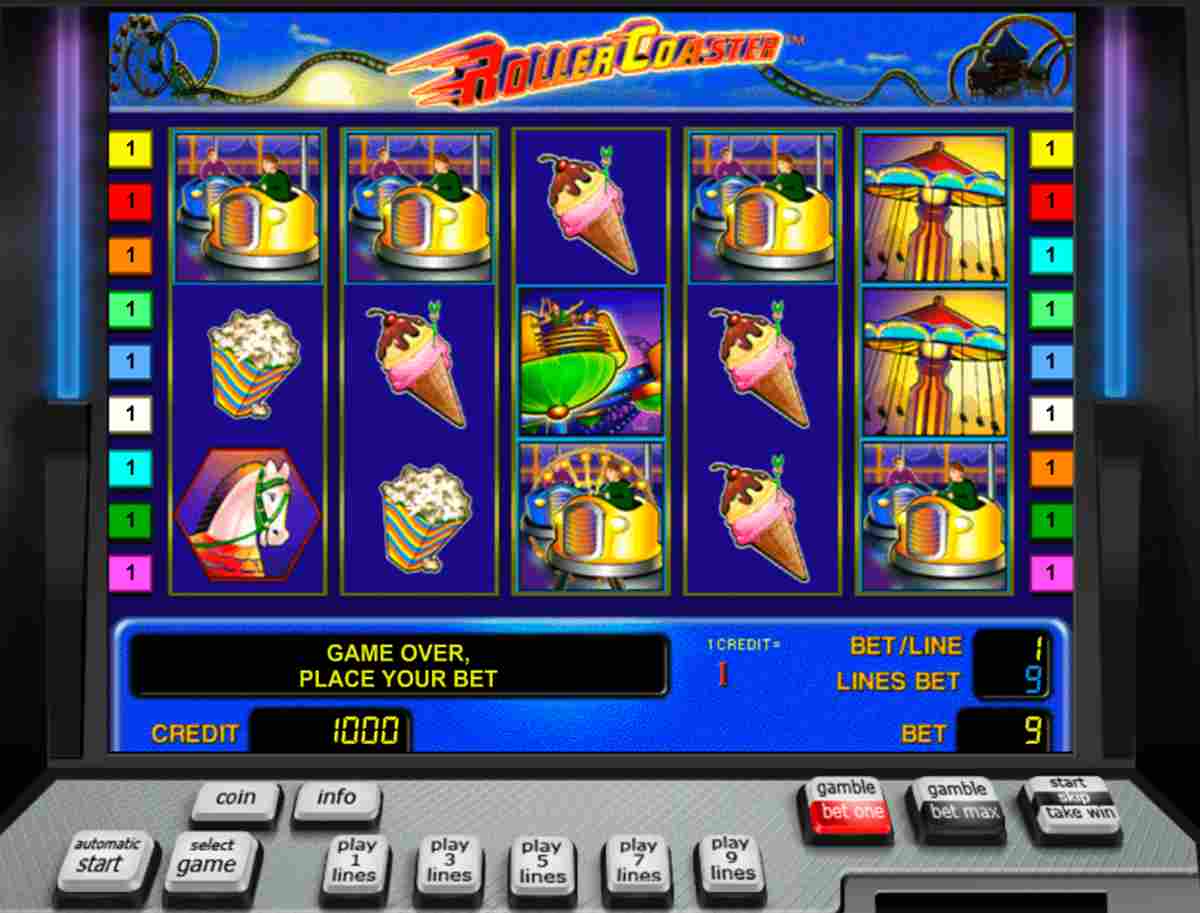 ROLLER COASTER™
1 1
1 1
1 1
1 1
1 1
1 1
1 1
1 1
1 1
GAME OVER,
PLACE YOUR BET
1 CREDIT=
1
BET/LINE 1
LINES BET 9
CREDIT 1000
BET 9
coin
info
gamble
bet one
gamble
bet max
start
skip
take win
automatic
start
select
game
play
1
lines
play
3
lines
play
5
lines
play
7
lines
play
9
lines